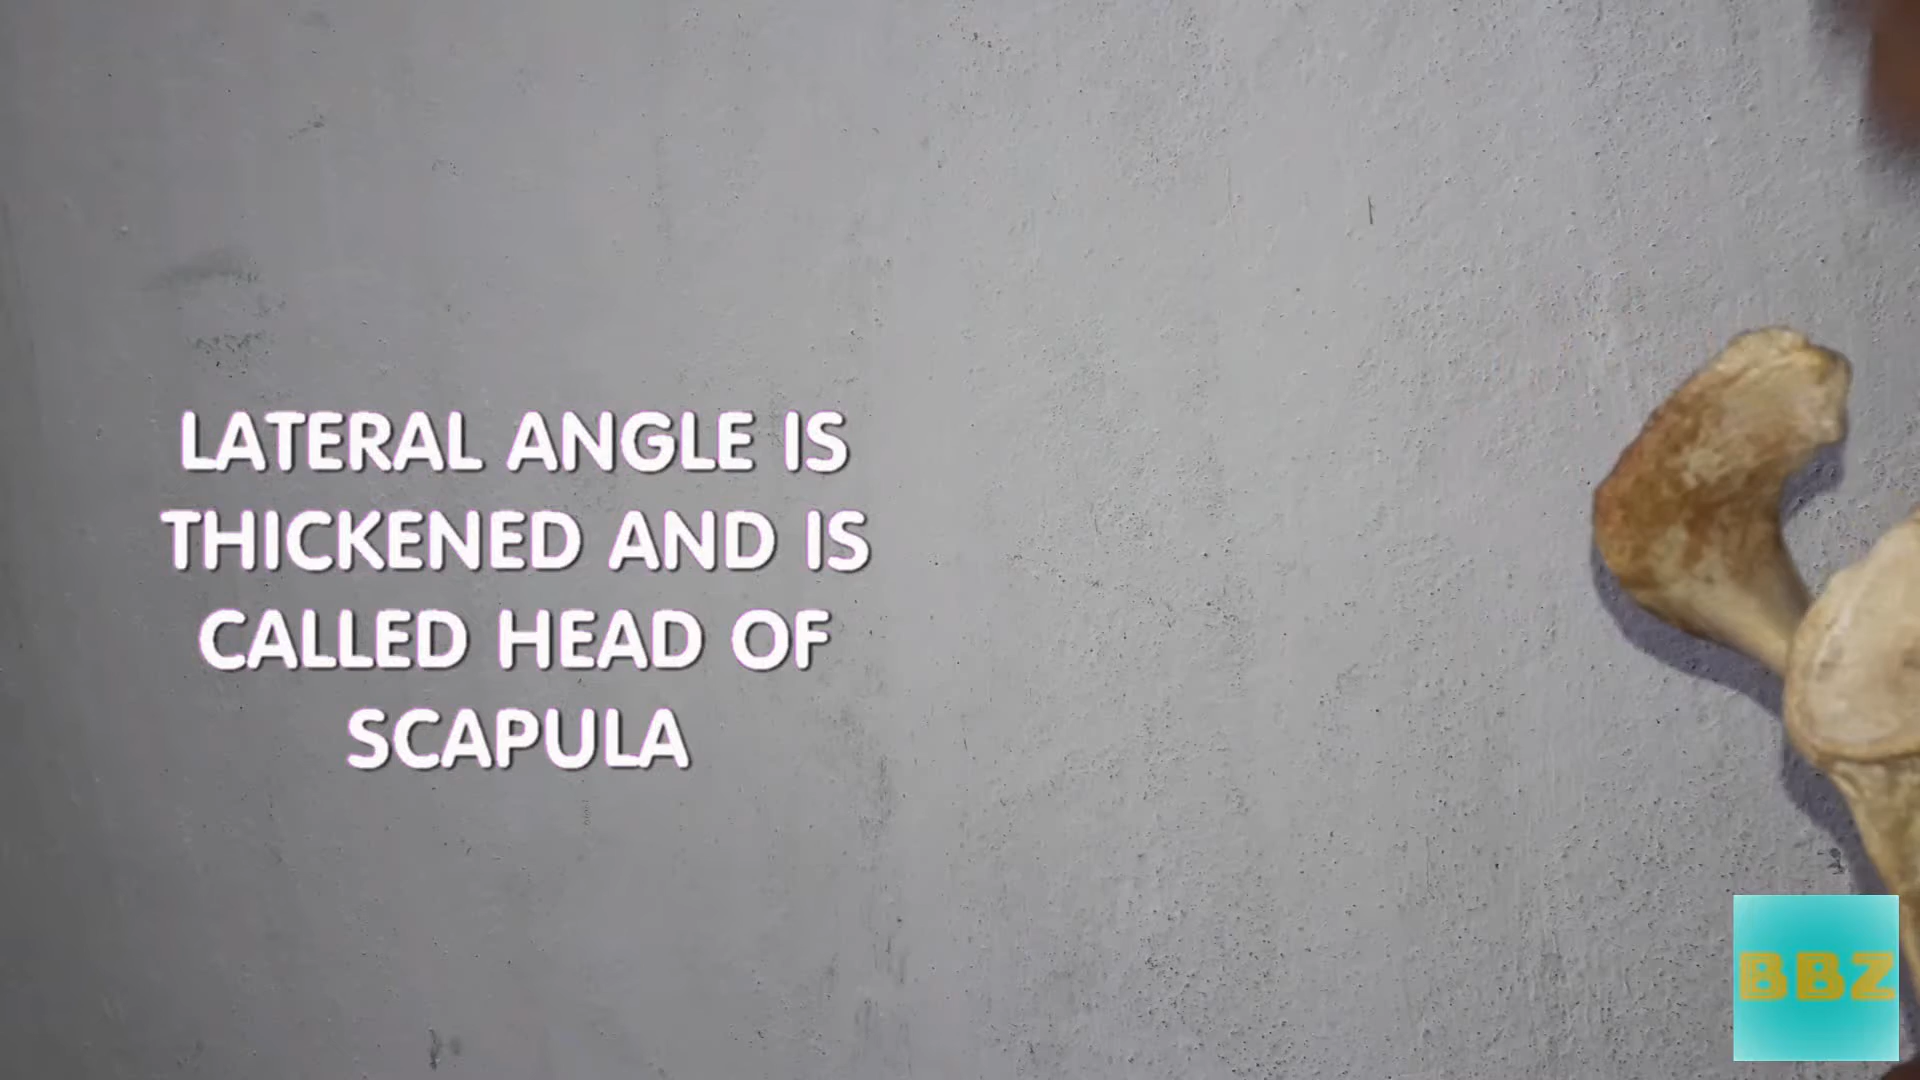 LATERAL ANGLE IS
THICKENED AND IS
CALLED HEAD OF
SCAPULA
BBZ